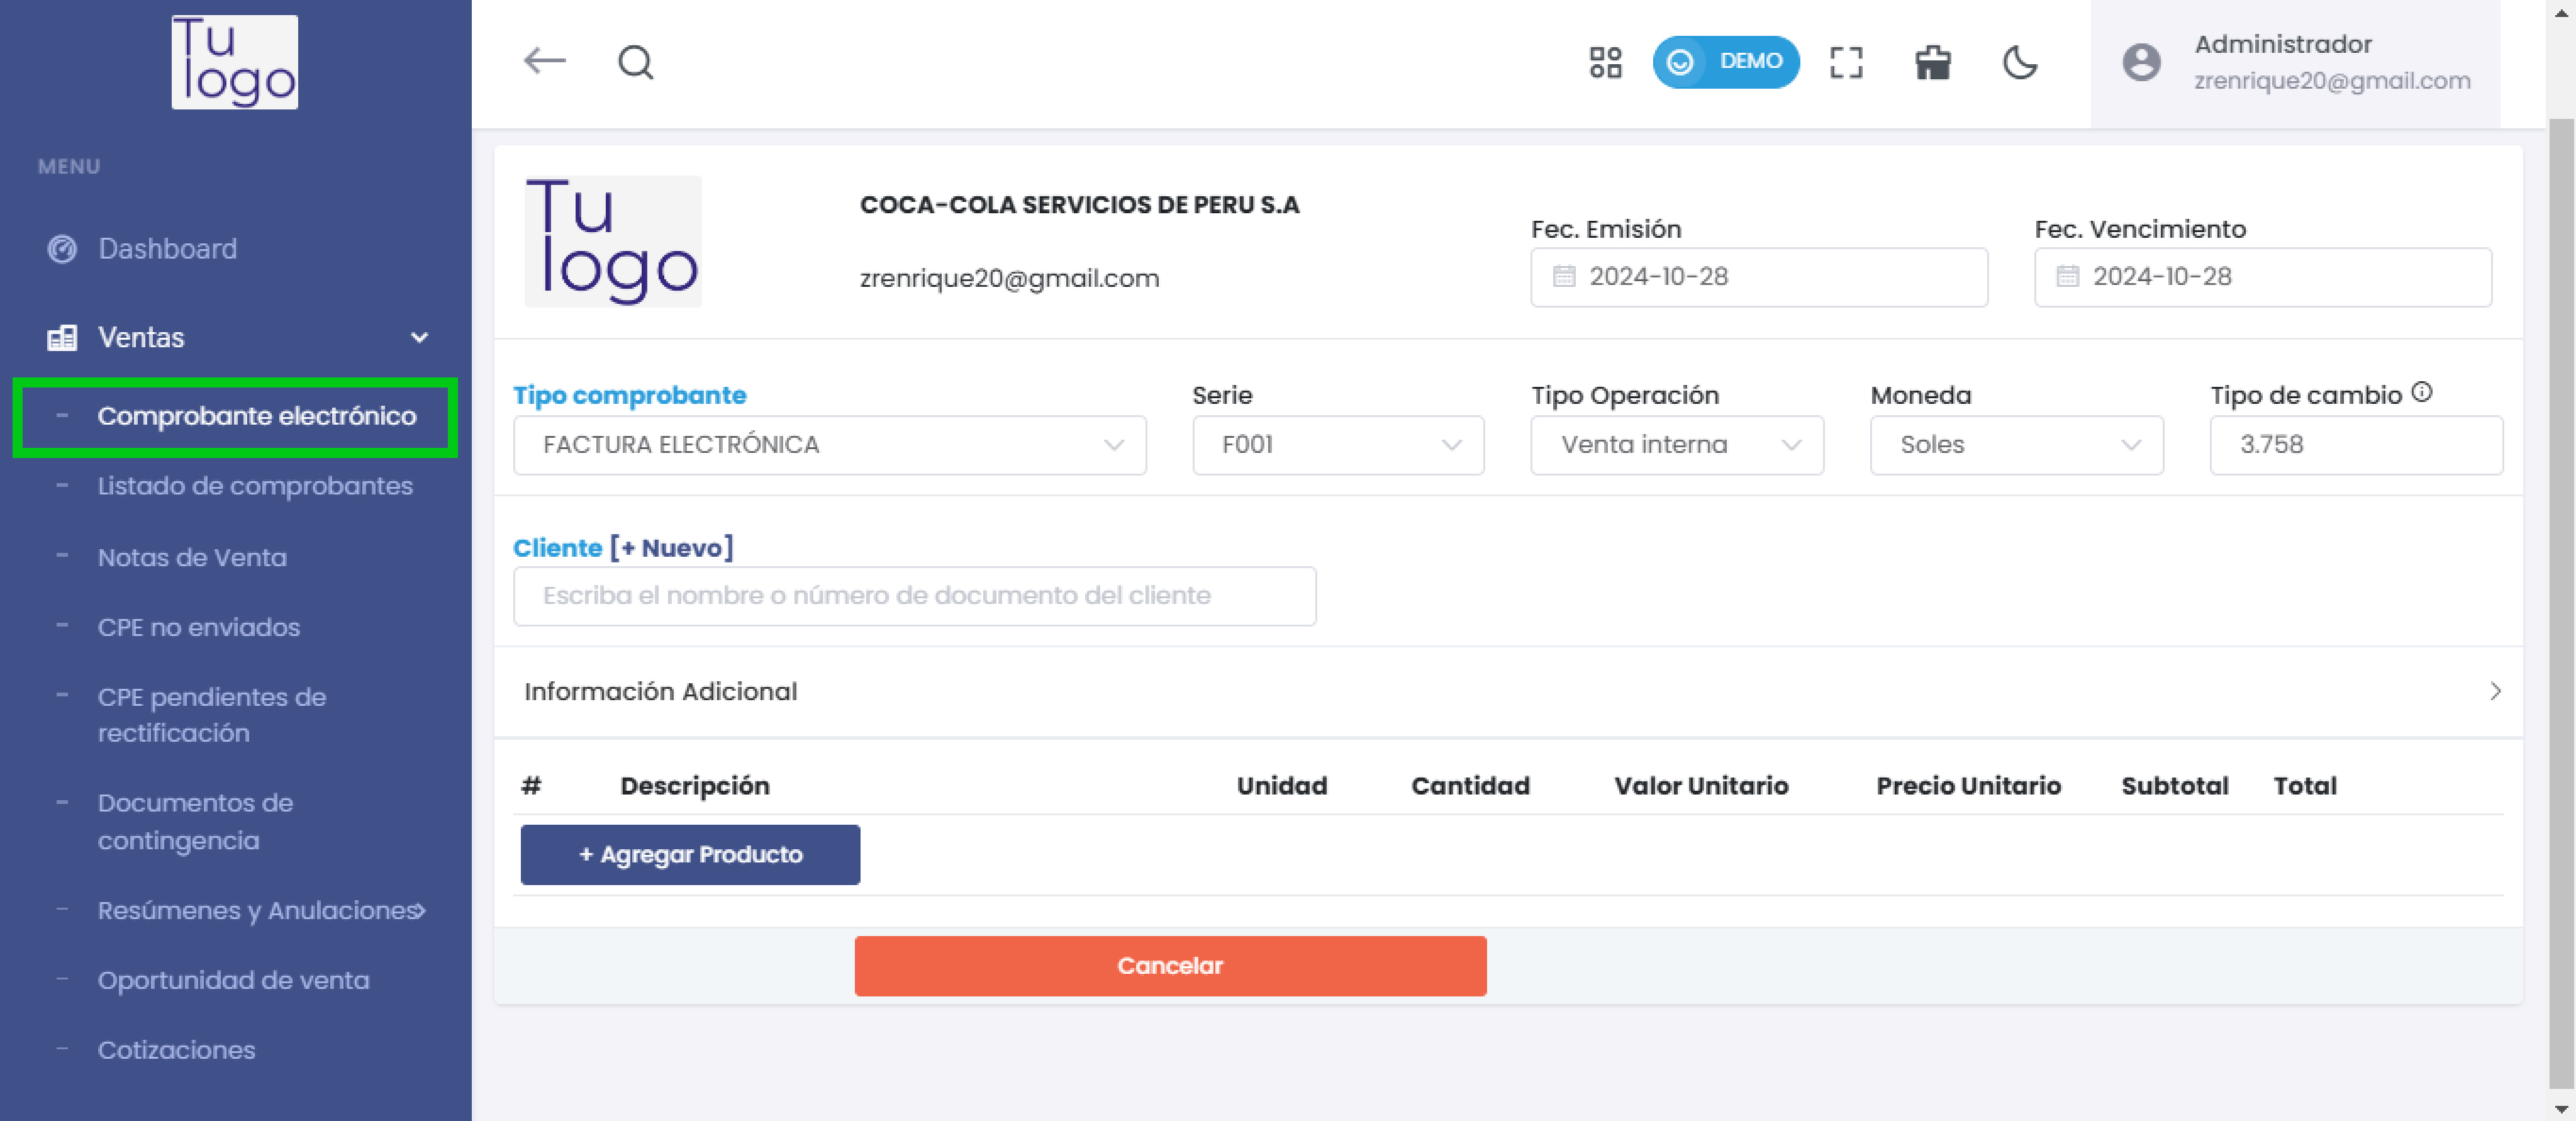 Tu
logo
MENU
Dashboard
Ventas
Comprobante electrónico
Listado de comprobantes
Notas de Venta
CPE no enviados
CPE pendientes de
rectificación
Documentos de
contingencia
Resúmenes y Anulaciones
Oportunidad de venta
Cotizaciones
DEMO
Administrador
zrenrique20@gmail.com
Tu
logo
COCA-COLA SERVICIOS DE PERU S.A
zrenrique20@gmail.com
Fec. Emisión
2024-10-28
Fec. Vencimiento
2024-10-28
Tipo comprobante
FACTURA ELECTRÓNICA
Serie
F001
Tipo Operación
Venta interna
Moneda
Soles
Tipo de cambio
3.758
Cliente [+ Nuevo]
Escriba el nombre o número de documento del cliente
Información Adicional
# Descripción Unidad Cantidad Valor Unitario Precio Unitario Subtotal Total
+ Agregar Producto
Cancelar